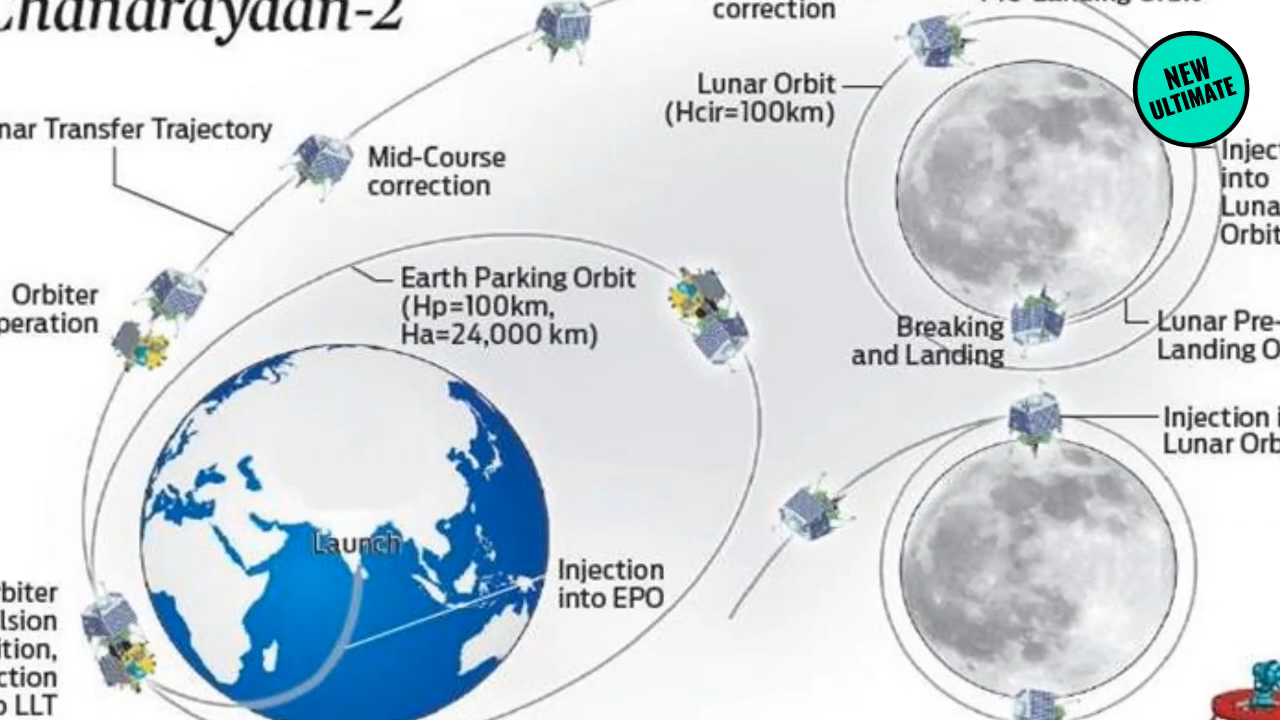 Chandrayaan-2
correction
Lunar Orbit
(Hcir=100km)
NEW
ULTIMATE
nar Transfer Trajectory
Mid-Course
correction
Injec
into
Luna
Orbit
Earth Parking Orbit
(Hp=100km,
Ha=24,000 km)
Orbiter
peration
Breaking
and Landing
Lunar Pre-
Landing O
Injection i
Lunar Orb
Launch
Injection
into EPO
rbiter
lsion
ition,
ction
o LLT